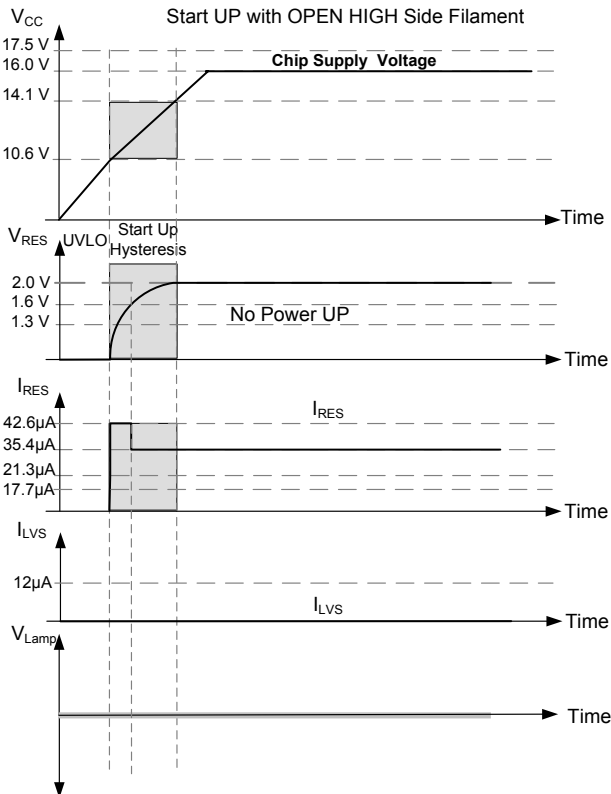 Start UP with OPEN HIGH Side Filament
VCC
17.5 V
16.0 V
Chip Supply Voltage
14.1 V
10.6 V
Time
VRES
UVLO
Start Up
Hysteresis
2.0 V
1.6 V
1.3 V
No Power UP
Time
IRES
IRES
42.6µA
35.4µA
21.3µA
17.7µA
Time
ILVS
12µA
ILVS
Time
VLamp
Time